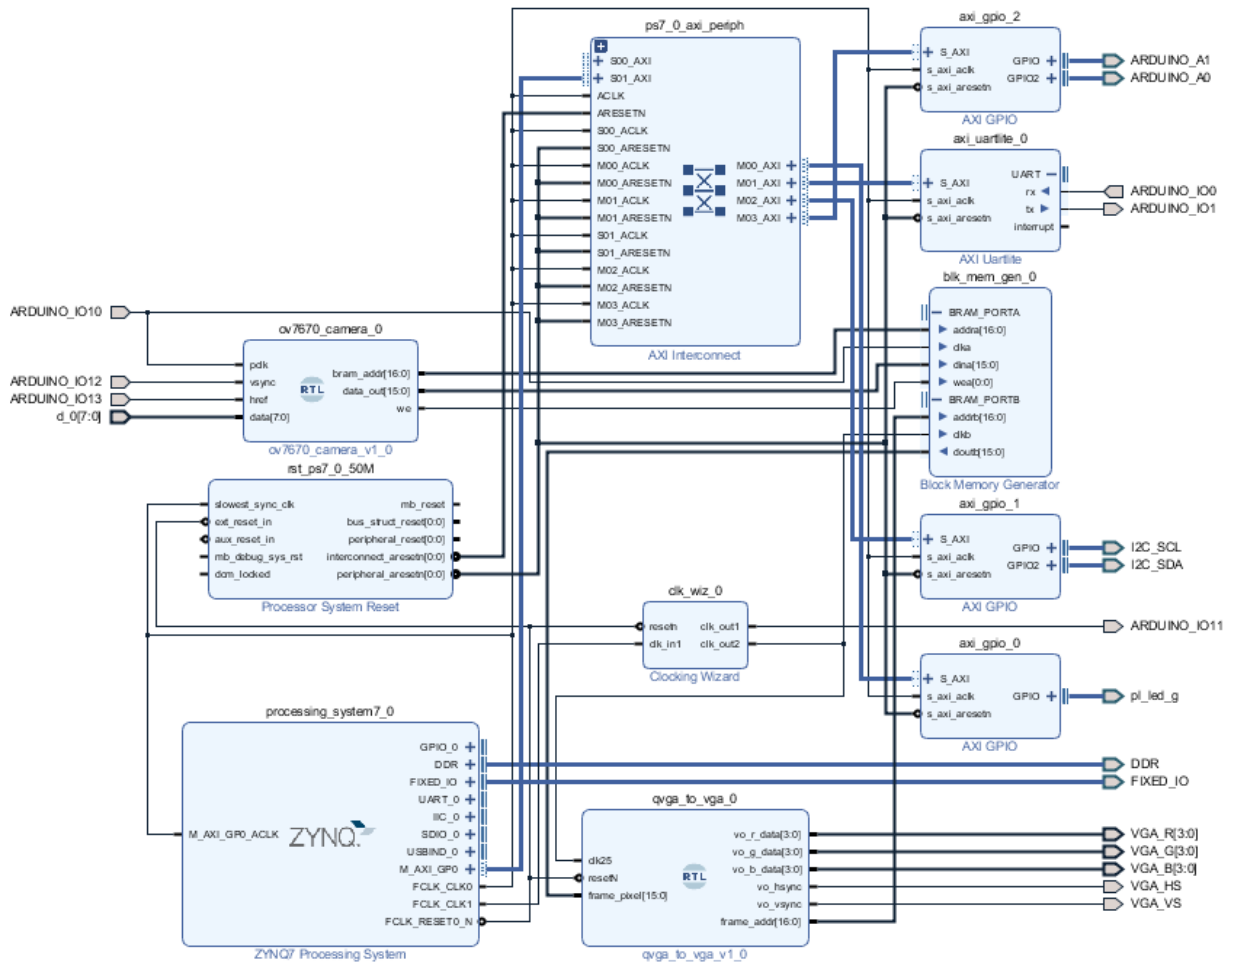 ps7_0_axi_periph
S00_AXI
S01_AXI
ACLK
ARESETN
S00_ACLK
S00_ARESETN
M00_ACLK
M00_ARESETN
M01_ACLK
M01_ARESETN
S01_ACLK
S01_ARESETN
M02_ACLK
M02_ARESETN
M03_ACLK
M03_ARESETN
M00_AXI
M01_AXI
M02_AXI
M03_AXI
AXI Interconnect
axi_gpio_2
S_AXI
s_axi_aclk
s_axi_aresetn
GPIO
GPIO2
AXI GPIO
ARDUINO_A1
ARDUINO_A0
axi_uartlite_0
S_AXI
s_axi_aclk
s_axi_aresetn
UART
rx
tx
interrupt
AXI Uartlite
ARDUINO_IO0
ARDUINO_IO1
blk_mem_gen_0
BRAM_PORTA
addra[16:0]
clka
dina[15:0]
wea[0:0]
BRAM_PORTB
addrb[16:0]
clkb
doutb[15:0]
Block Memory Generator
ARDUINO_IO10
ARDUINO_IO12
ARDUINO_IO13
d_0[7:0]
ov7670_camera_0
pclk
vsync
href
data[7:0]
RTL
bram_addr[16:0]
data_out[15:0]
we
ov7670_camera_v1_0
rst_ps7_0_50M
slowest_sync_clk
ext_reset_in
aux_reset_in
mb_debug_sys_rst
dcm_locked
mb_reset
bus_struct_reset[0:0]
peripheral_reset[0:0]
interconnect_aresetn[0:0]
peripheral_aresetn[0:0]
Processor System Reset
axi_gpio_1
S_AXI
s_axi_aclk
s_axi_aresetn
GPIO
GPIO2
AXI GPIO
I2C_SCL
I2C_SDA
clk_wiz_0
resetn
clk_in1
clk_out1
clk_out2
Clocking Wizard
ARDUINO_IO11
axi_gpio_0
S_AXI
s_axi_aclk
s_axi_aresetn
GPIO
AXI GPIO
pl_led_g
processing_system7_0
M_AXI_GP0_ACLK
ZYNQ.
GPIO_0
DDR
FIXED_IO
UART_0
IIC_0
SDIO_0
USBIND_0
M_AXI_GP0
FCLK_CLK0
FCLK_CLK1
FCLK_RESET0_N
ZYNQ7 Processing System
DDR
FIXED_IO
qvga_to_vga_0
clk25
resetN
frame_pixel[15:0]
RTL
vo_r_data[3:0]
vo_g_data[3:0]
vo_b_data[3:0]
vo_hsync
vo_vsync
frame_addr[16:0]
qvga_to_vga_v1_0
VGA_R[3:0]
VGA_G[3:0]
VGA_B[3:0]
VGA_HS
VGA_VS